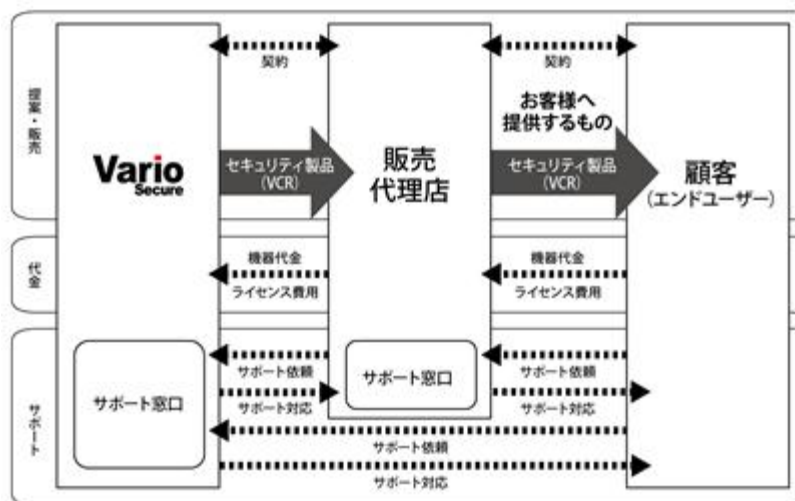 提案・販売
契約
契約
お客様へ
提供するもの
Vario
Secure
セキュリティ製品
(VCR)
販売
代理店
セキュリティ製品
(VCR)
顧客
(エンドユーザー)
代金
機器代金
ライセンス費用
機器代金
ライセンス費用
サポート
サポート窓口
サポート依頼
サポート対応
サポート窓口
サポート依頼
サポート対応
サポート依頼
サポート対応